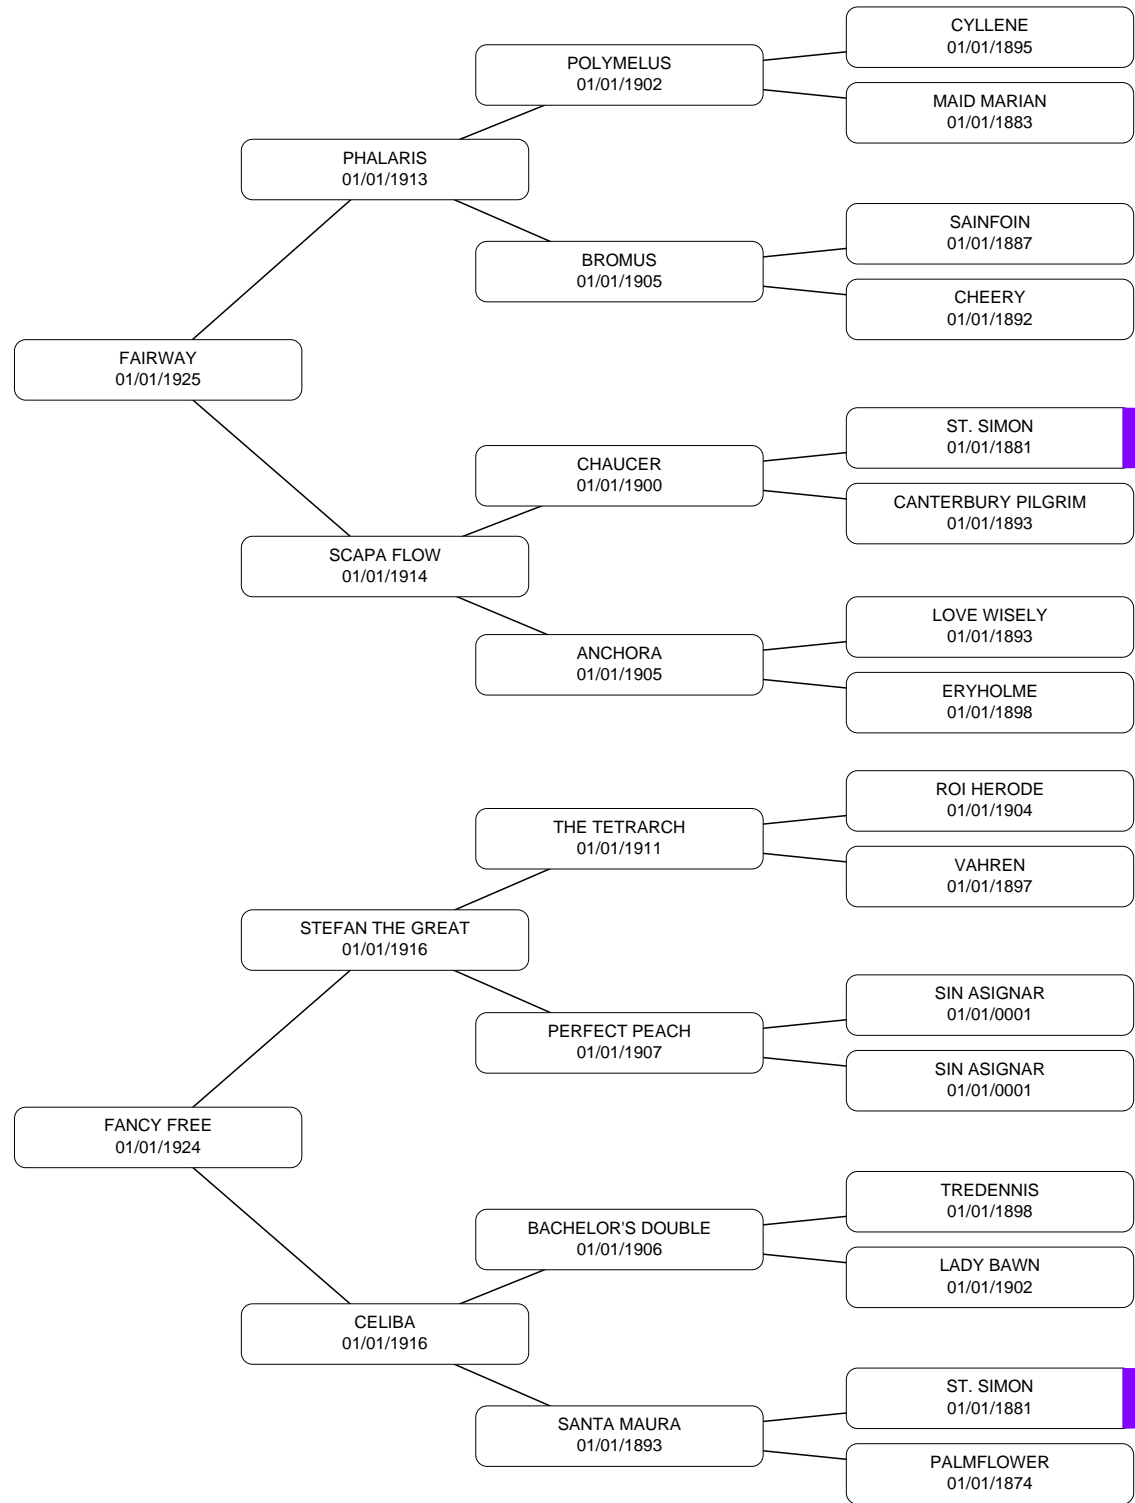 CYLLENE
01/01/1895
POLYMELUS
01/01/1902
MAID MARIAN
01/01/1883
PHALARIS
01/01/1913
SAINFOIN
01/01/1887
BROMUS
01/01/1905
CHEERY
01/01/1892
FAIRWAY
01/01/1925
ST. SIMON
01/01/1881
CHAUCER
01/01/1900
CANTERBURY PILGRIM
01/01/1893
SCAPA FLOW
01/01/1914
LOVE WISELY
01/01/1893
ANCHORA
01/01/1905
ERYHOLME
01/01/1898
ROI HERODE
01/01/1904
THE TETRARCH
01/01/1911
VAHREN
01/01/1897
STEFAN THE GREAT
01/01/1916
SIN ASIGNAR
01/01/0001
PERFECT PEACH
01/01/1907
SIN ASIGNAR
01/01/0001
FANCY FREE
01/01/1924
TREDENNIS
01/01/1898
BACHELOR'S DOUBLE
01/01/1906
LADY BAWN
01/01/1902
CELIBA
01/01/1916
ST. SIMON
01/01/1881
SANTA MAURA
01/01/1893
PALMFLOWER
01/01/1874